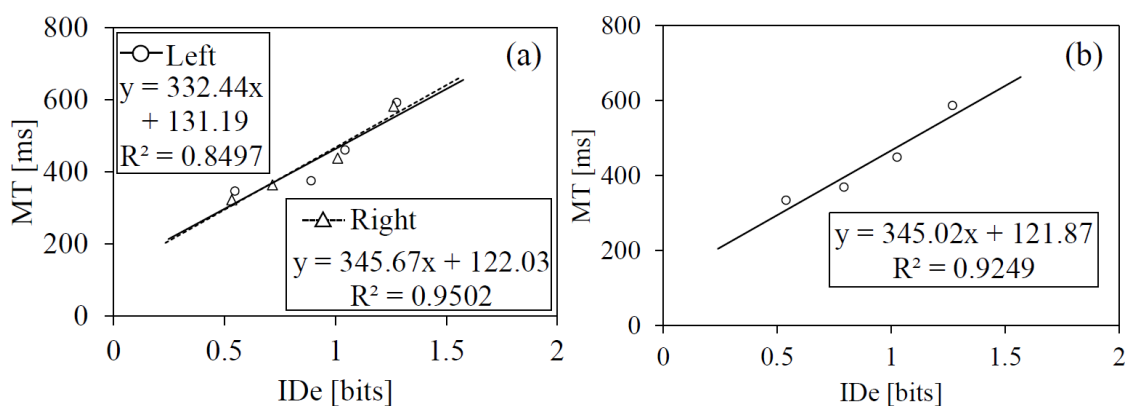 800
600
400
200
0
MT [ms]
(a)
Left
y = 332.44x
+ 131.19
R² = 0.8497
Right
y = 345.67x + 122.03
R² = 0.9502
0 0.5 1 1.5 2
IDe [bits]
800
600
400
200
0
MT [ms]
(b)
y = 345.02x + 121.87
R² = 0.9249
0 0.5 1 1.5 2
IDe [bits]